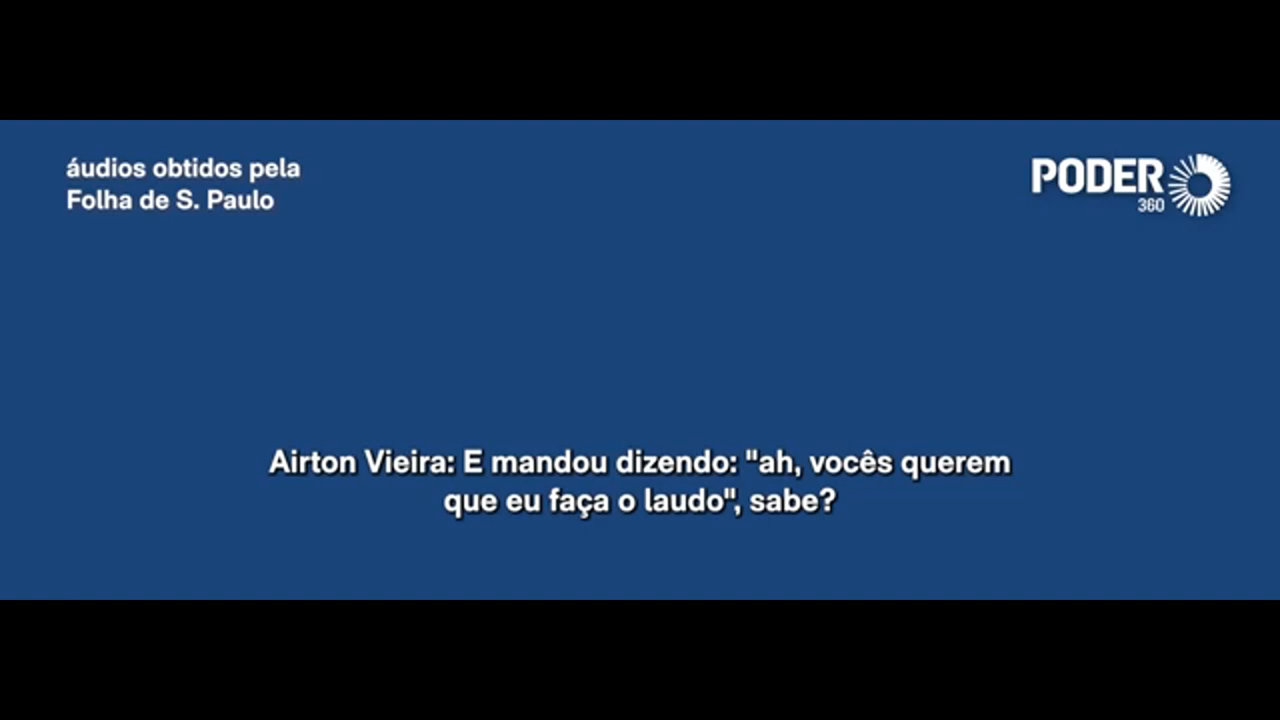 áudios obtidos pela
Folha de S. Paulo
PODER
360
Airton Vieira: E mandou dizendo: "ah, vocês querem
que eu faça o laudo", sabe?